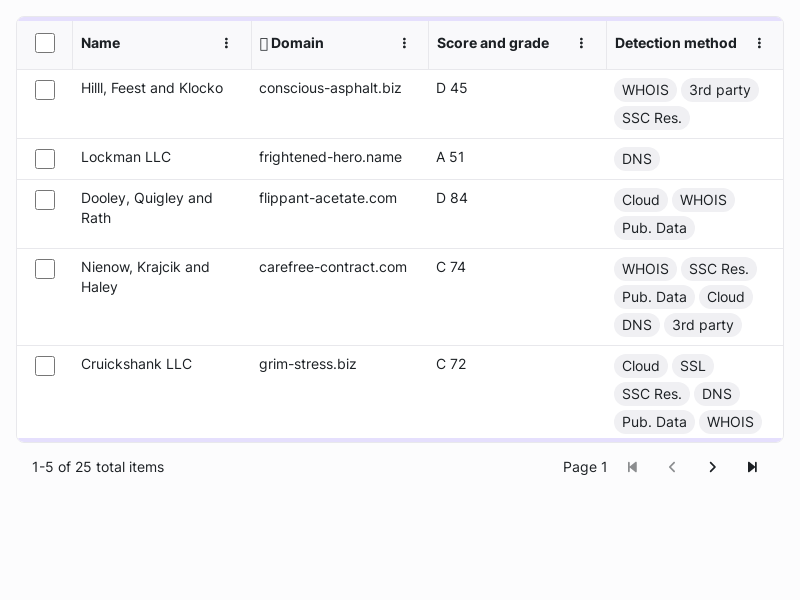 Name Domain Score and grade Detection method
Hilll, Feest and Klocko conscious-asphalt.biz D 45 WHOIS 3rd party
SSC Res.
Lockman LLC frightened-hero.name A 51 DNS
Dooley, Quigley and flippant-acetate.com D 84 Cloud WHOIS
Rath Pub. Data
Nienow, Krajcik and carefree-contract.com C 74 WHOIS SSC Res.
Haley Pub. Data Cloud
DNS 3rd party
Cruickshank LLC grim-stress.biz C 72 Cloud SSL
SSC Res. DNS
Pub. Data WHOIS
1-5 of 25 total items Page 1